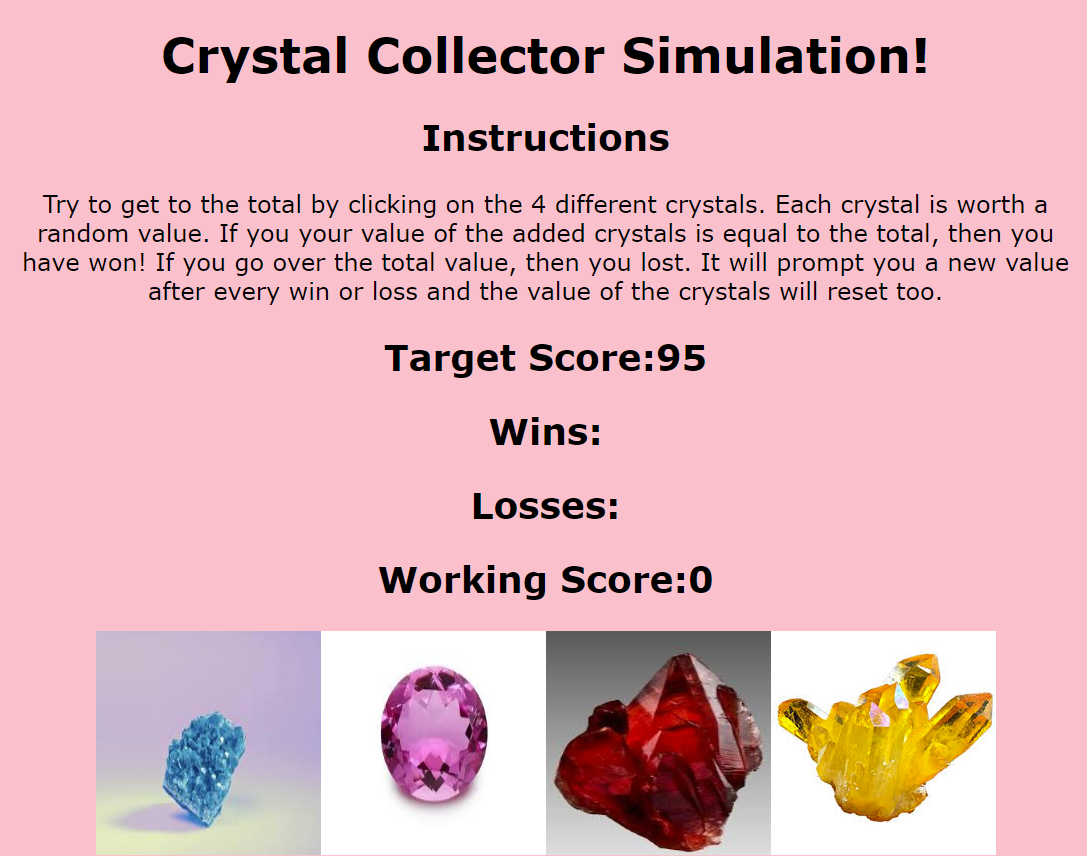 Crystal Collector Simulation!
Instructions
Try to get to the total by clicking on the 4 different crystals. Each crystal is worth a
random value. If you your value of the added crystals is equal to the total, then you
have won! If you go over the total value, then you lost. It will prompt you a new value
after every win or loss and the value of the crystals will reset too.
Target Score:95
Wins:
Losses:
Working Score:0